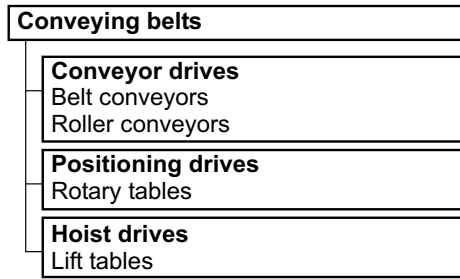 Conveying belts
Conveyor drives
Belt conveyors
Roller conveyors
Positioning drives
Rotary tables
Hoist drives
Lift tables